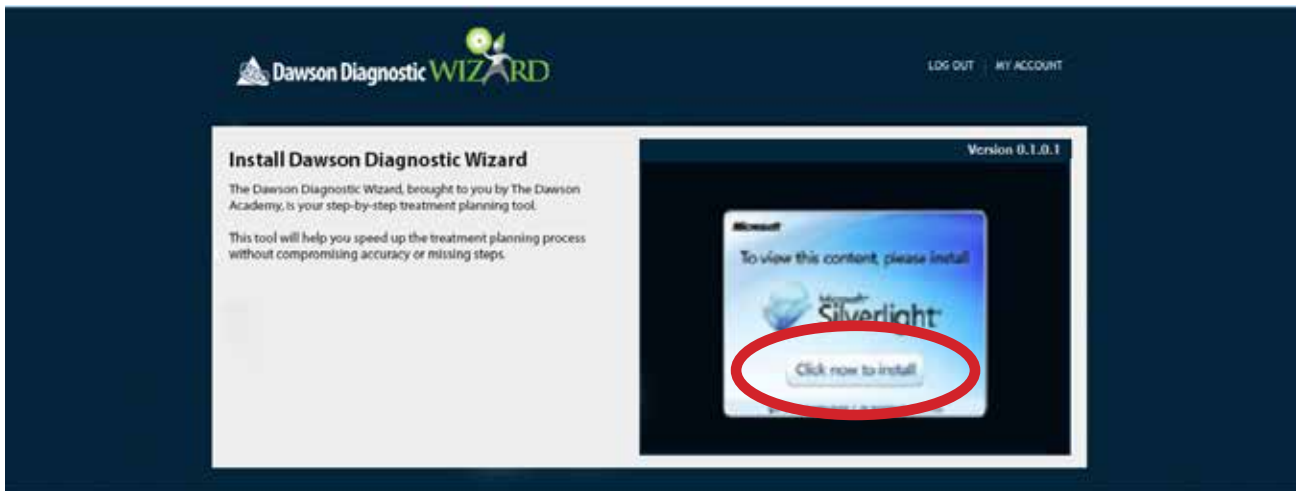 Dawson Diagnostic WIZARD
LOG OUT | MY ACCOUNT
Install Dawson Diagnostic Wizard
The Dawson Diagnostic Wizard, brought to you by The Dawson
Academy, is your step-by-step treatment planning tool.
This tool will help you speed up the treatment planning process
without compromising accuracy or missing steps.
Version 0.1.0.1
Microsoft
To view this content, please install
Microsoft
Silverlight
Click now to install